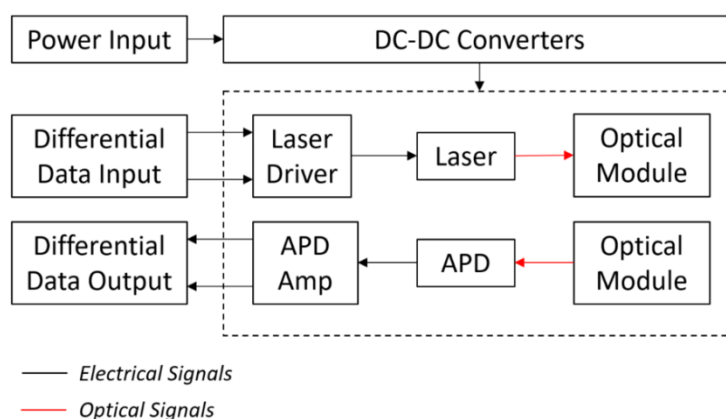 Power Input
DC-DC Converters
Differential
Data Input
Laser
Driver
Laser
Optical
Module
Differential
Data Output
APD
Amp
APD
Optical
Module
Electrical Signals
Optical Signals